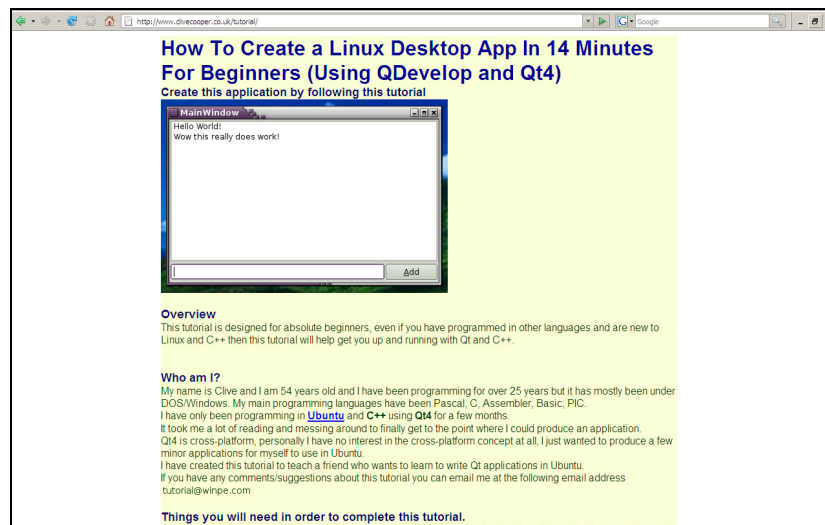 http://www.clivecooper.co.uk/tutorial/
Google
How To Create a Linux Desktop App In 14 Minutes
For Beginners (Using QDevelop and Qt4)
Create this application by following this tutorial
MainWindow
Hello World!
Wow this really does work!
Add
Overview
This tutorial is designed for absolute beginners, even if you have programmed in other languages and are new to
Linux and C++ then this tutorial will help get you up and running with Qt and C++.
Who am I?
My name is Clive and I am 54 years old and I have been programming for over 25 years but it has mostly been under
DOS/Windows. My main programming languages have been Pascal, C, Assembler, Basic, PIC.
I have only been programming in Ubuntu and C++ using Qt4 for a few months.
It took me a lot of reading and messing around to finally get to the point where I could produce an application.
Qt4 is cross-platform, personally I have no interest in the cross-platform concept at all, I just wanted to produce a few
minor applications for myself to use in Ubuntu.
I have created this tutorial to teach a friend who wants to learn to write Qt applications in Ubuntu.
If you have any comments/suggestions about this tutorial you can email me at the following email address
tutorial@winpe.com
Things you will need in order to complete this tutorial.